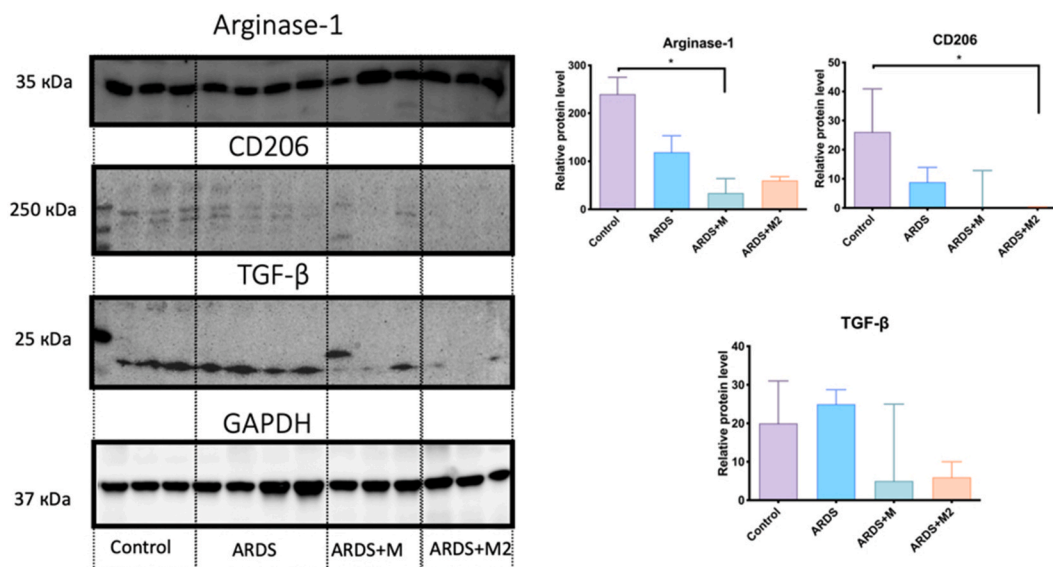 Arginase-1
35 кDa
CD206
250 кDa
TGF-β
25 кDa
GAPDH
37 кDa
Control ARDS ARDS+M ARDS+M2
Arginase-1
*
Relative protein level
300
200
100
0
Control
ARDS
ARDS+M
ARDS+M2
CD206
*
Relative protein level
50
40
30
20
10
0
Control
ARDS
ARDS+M
ARDS+M2
TGF-β
Relative protein level
40
30
20
10
0
Control
ARDS
ARDS+M
ARDS+M2